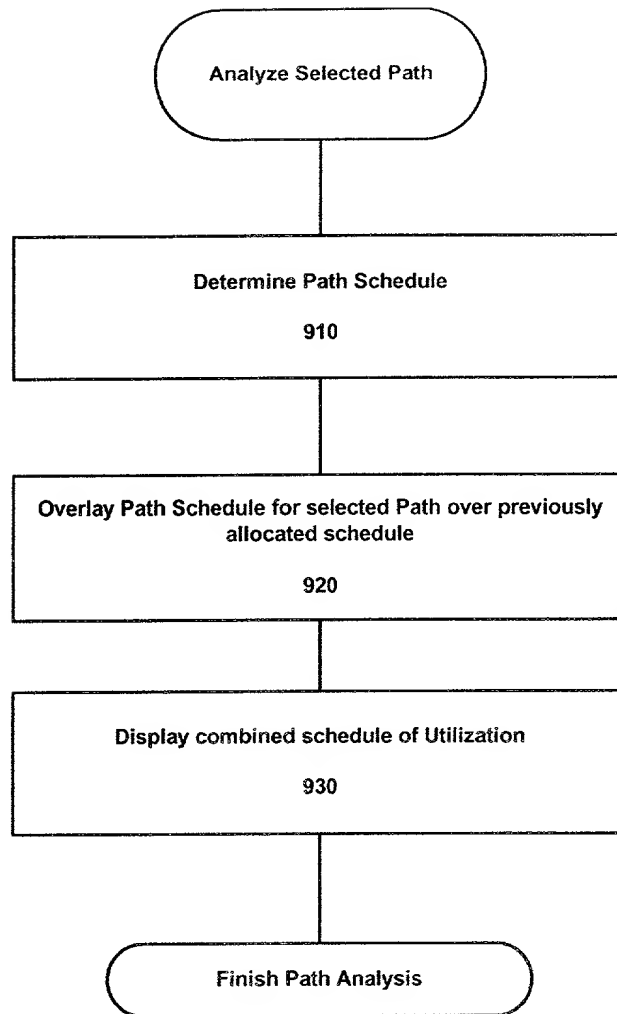 Analyze Selected Path
Determine Path Schedule
910
Overlay Path Schedule for selected Path over previously
allocated schedule
920
Display combined schedule of Utilization
930
Finish Path Analysis